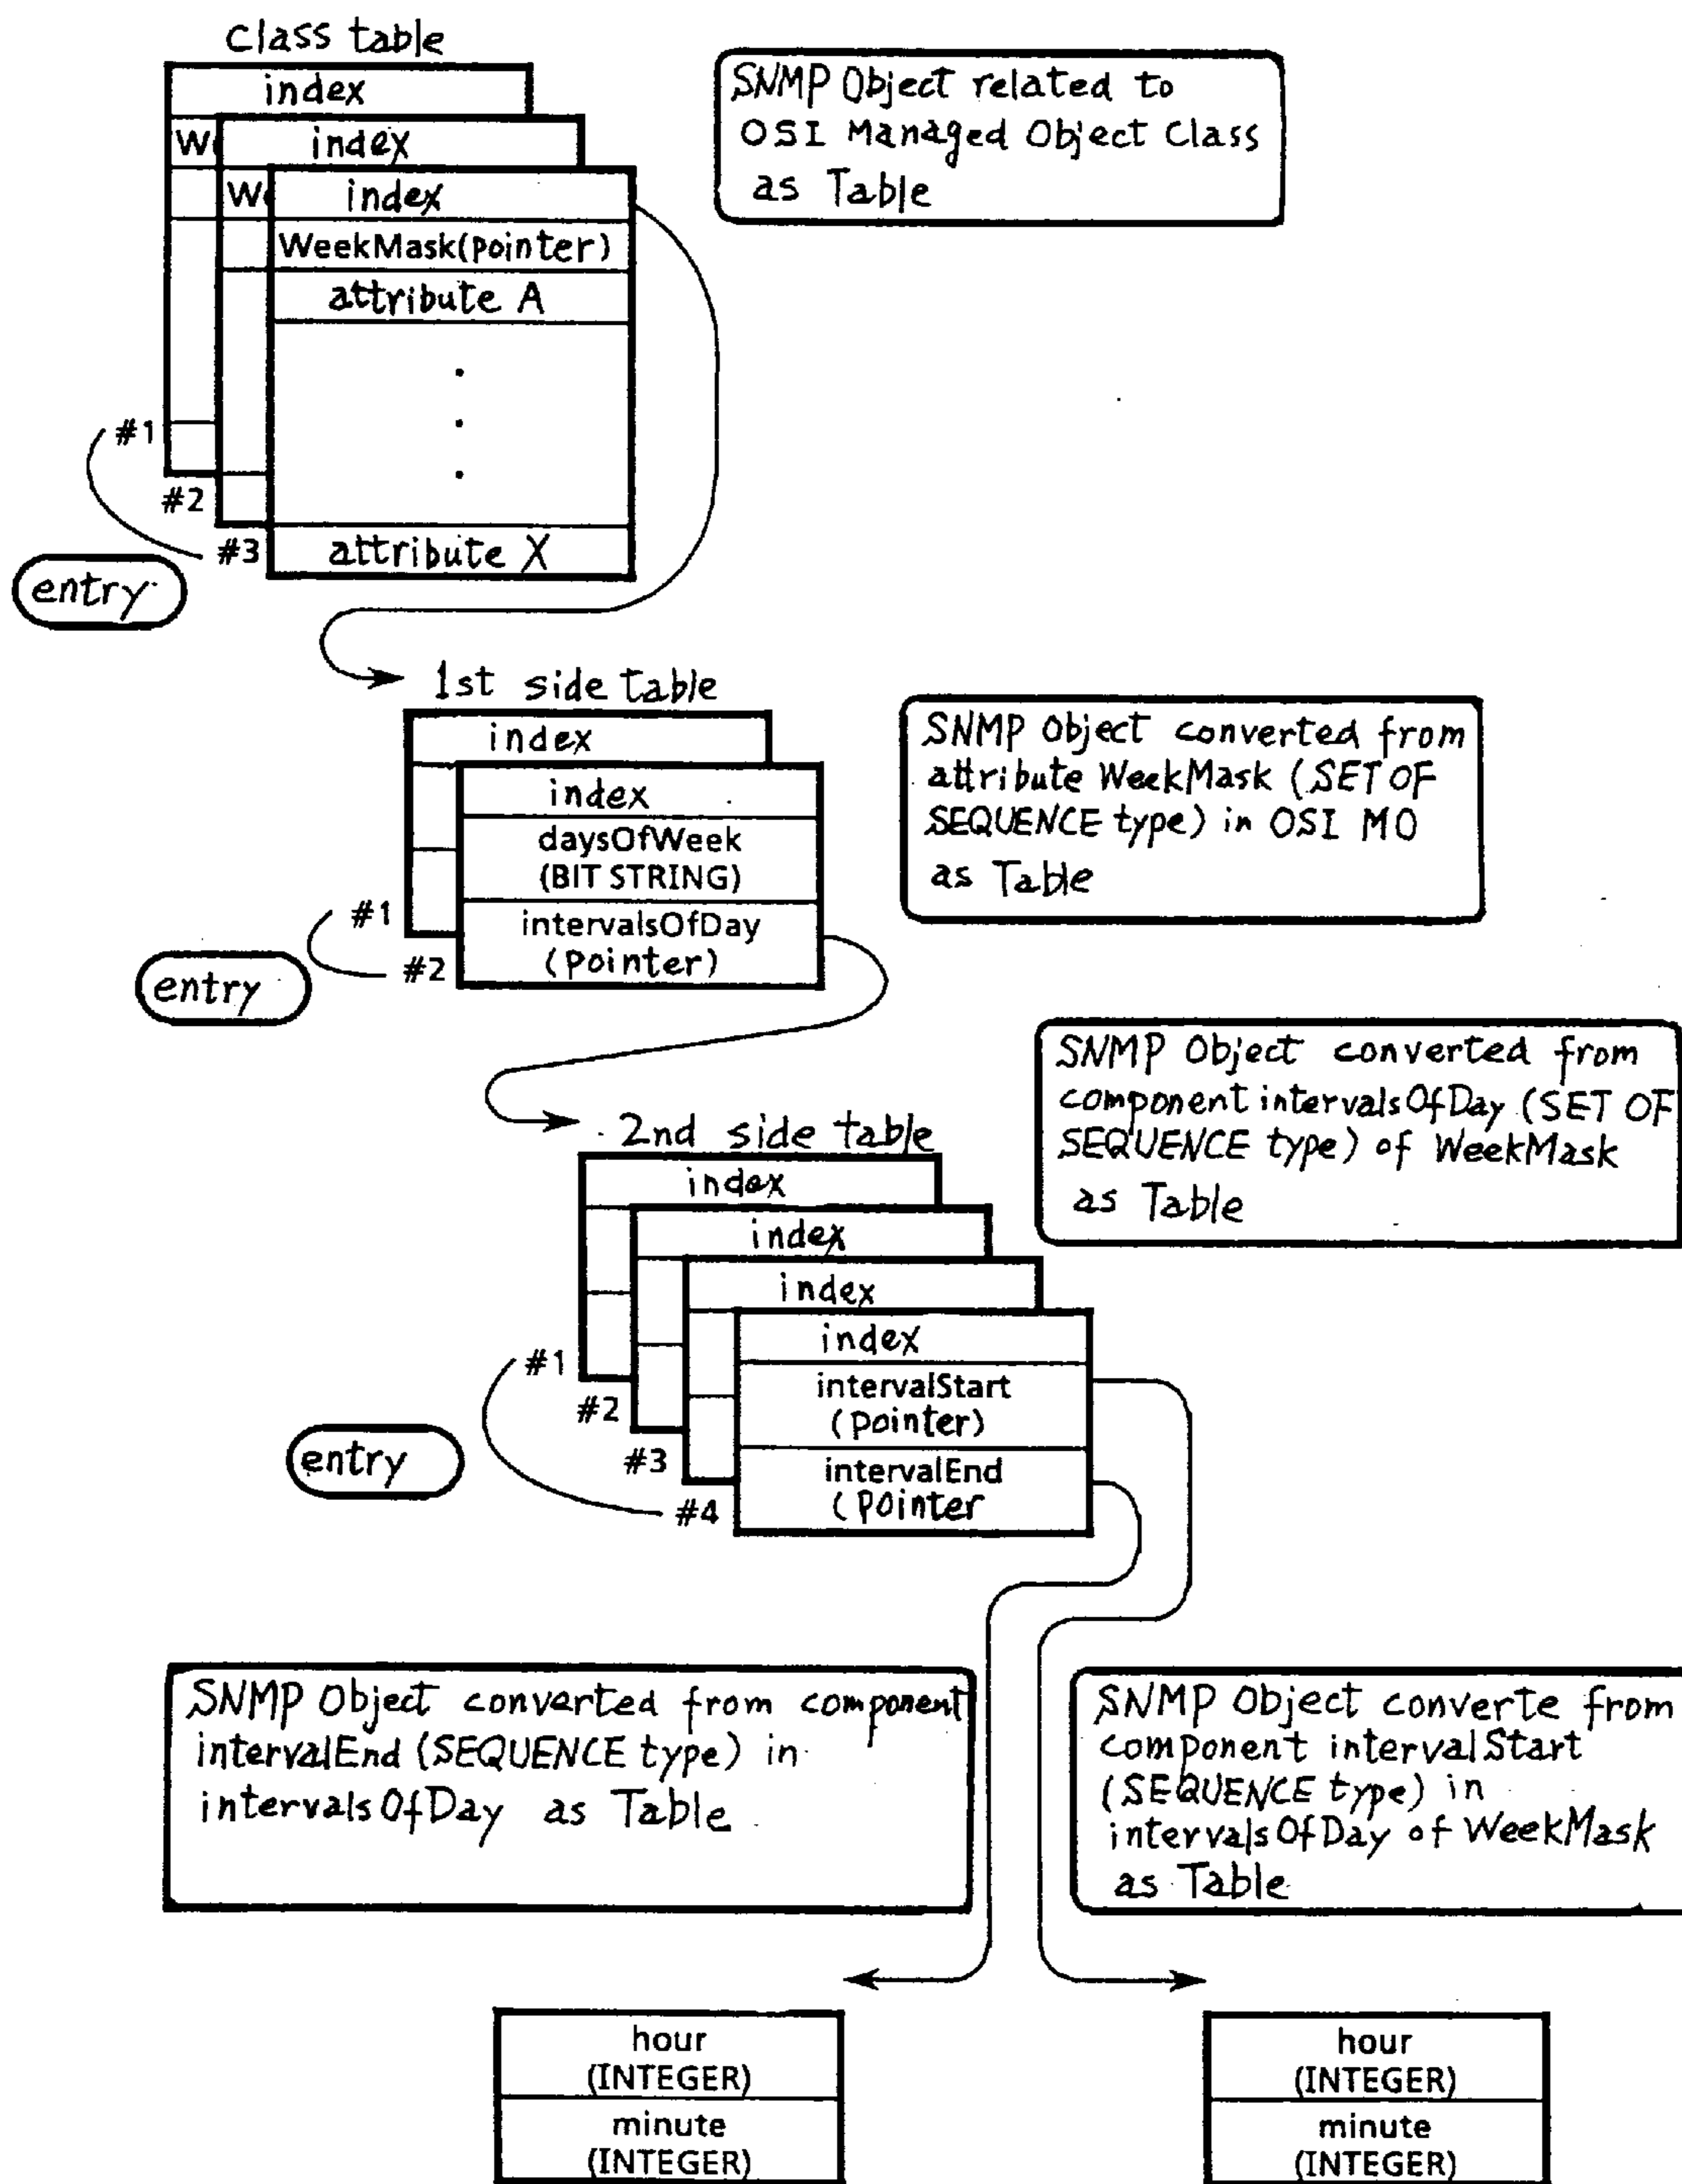 class table
index
SNMP Object related to
OSI Managed Object Class
as Table
W
index
W
index
WeekMask(pointer)
attribute A
#1
#2
#3
attribute X
entry
1st side table
index
index
daysOfWeek
(BIT STRING)
#1
intervalsOfDay
(pointer)
#2
entry
SNMP Object converted from
attribute WeekMask (SET OF
SEQUENCE type) in OSI MO
as Table
SNMP Object converted from
component intervalsOfDay (SET OF
SEQUENCE type) of WeekMask
as Table
2nd side table
index
index
index
index
#1
intervalStart
(pointer)
#2
#3
intervalEnd
(pointer
#4
entry
SNMP Object converted from component
intervalEnd (SEQUENCE type) in
intervalsOfDay as Table
SNMP Object converte from
component intervalStart
(SEQUENCE type) in
intervalsOfDay of WeekMask
as Table
hour
(INTEGER)
minute
(INTEGER)
hour
(INTEGER)
minute
(INTEGER)